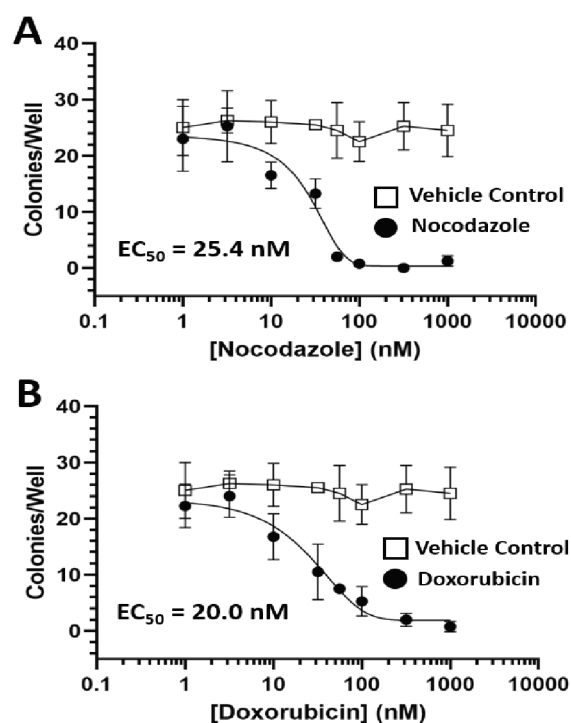 A
40
30
20
10
0
Colonies/Well
Vehicle Control
Nocodazole
EC50 = 25.4 nM
0.1 1 10 100 1000 10000
[Nocodazole] (nM)
B
40
30
20
10
0
Colonies/Well
Vehicle Control
Doxorubicin
EC50 = 20.0 nM
0.1 1 10 100 1000 10000
[Doxorubicin] (nM)